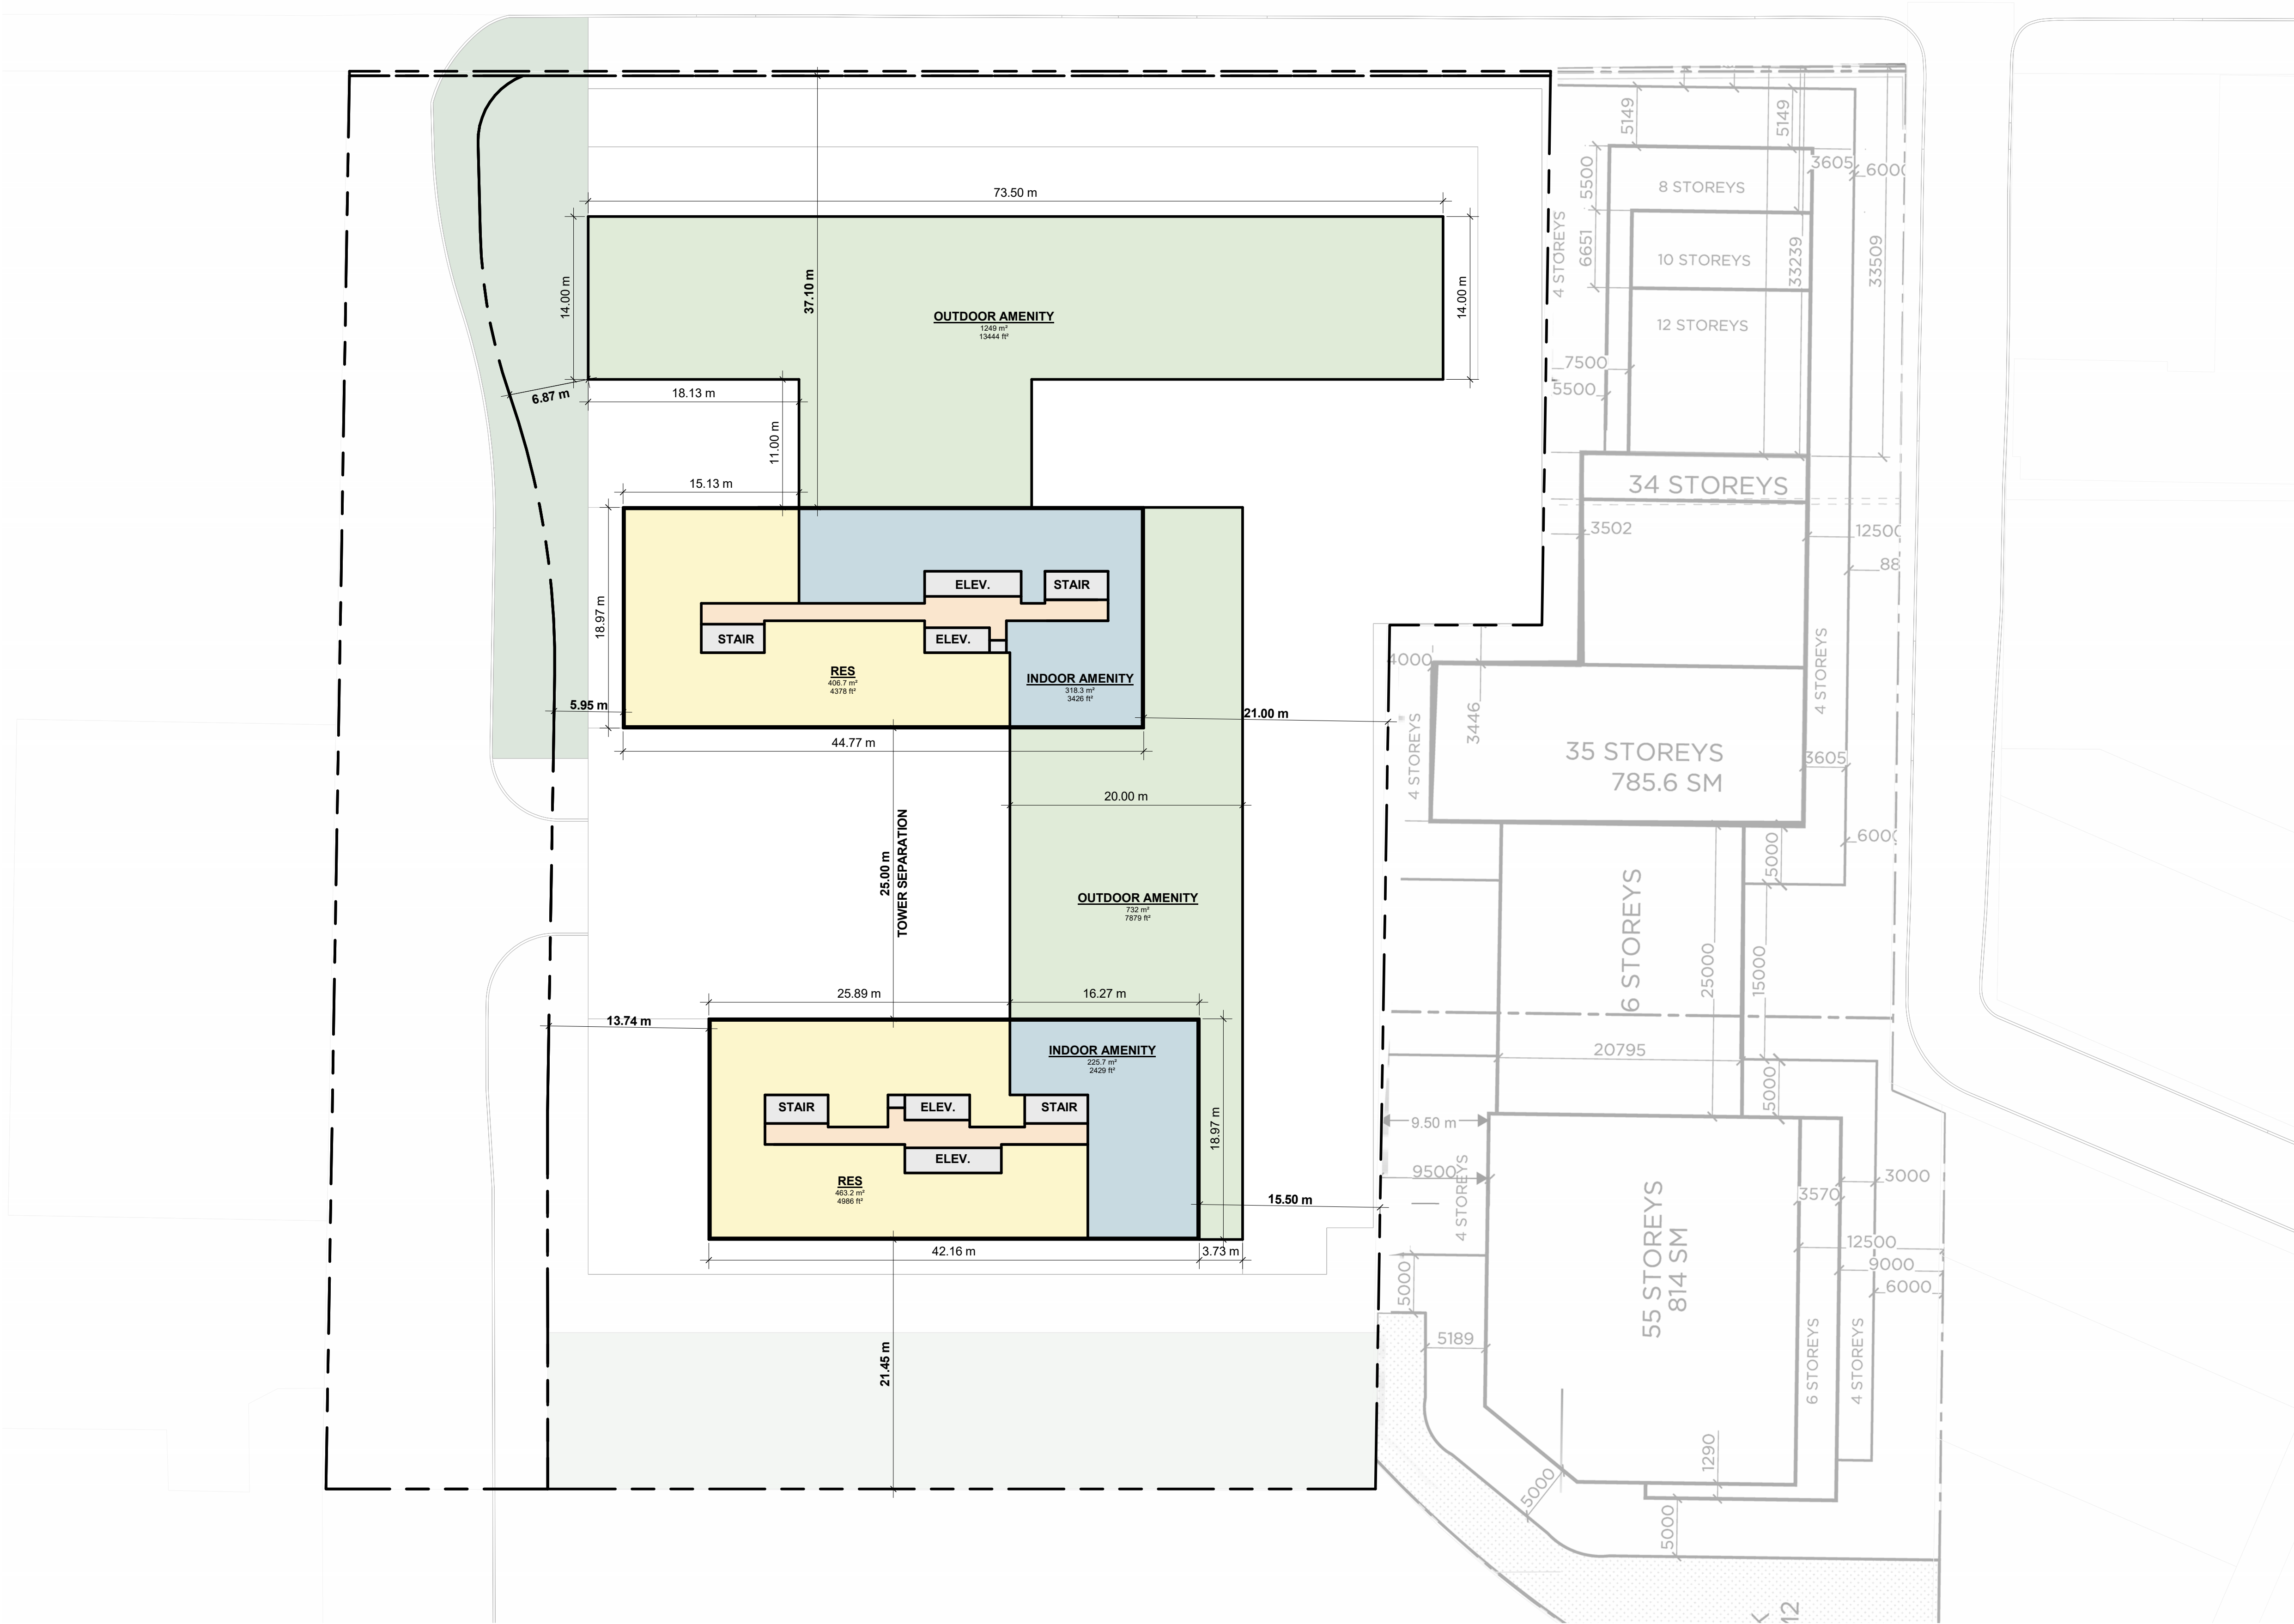 73.50 m
14.00 m
37.10 m
14.00 m
OUTDOOR AMENITY
1249 m²
13444 ft²
6.87 m
18.13 m
11.00 m
15.13 m
18.97 m
ELEV.
STAIR
STAIR
ELEV.
RES
406.7 m²
4378 ft²
INDOOR AMENITY
318.3 m²
3426 ft²
5.95 m
21.00 m
44.77 m
20.00 m
25.00 m
TOWER SEPARATION
OUTDOOR AMENITY
732 m²
7879 ft²
25.89 m
16.27 m
13.74 m
INDOOR AMENITY
225.7 m²
2429 ft²
STAIR
ELEV.
STAIR
ELEV.
18.97 m
RES
463.2 m²
4986 ft²
15.50 m
42.16 m
3.73 m
21.45 m
5149
5149
3605
6000
5500
8 STOREYS
4 STOREYS
6651
10 STOREYS
33239
33509
12 STOREYS
7500
5500
34 STOREYS
3502
12500
88
4000
4 STOREYS
3446
4 STOREYS
35 STOREYS
785.6 SM
3605
6000
5000
6 STOREYS
25000
15000
20795
5000
9.50 m
9500
4 STOREYS
3000
3570
55 STOREYS
814 SM
12500
9000
6000
5000
5189
6 STOREYS
4 STOREYS
1290
5000
5000